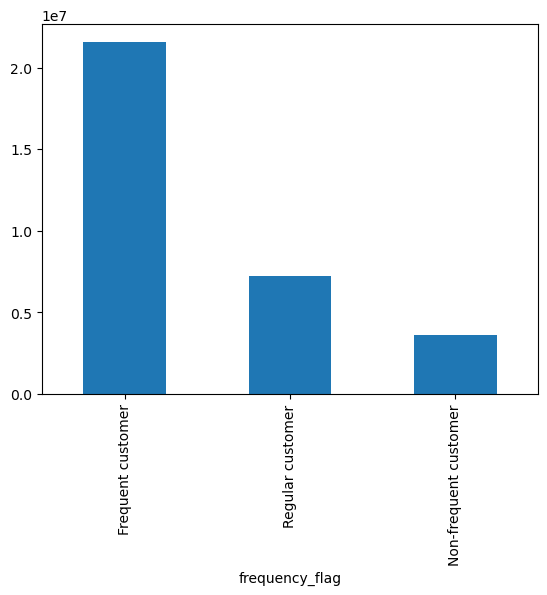 1e7
2.0
1.5
1.0
0.5
0.0
Frequent customer
Regular customer
Non-frequent customer
frequency_flag